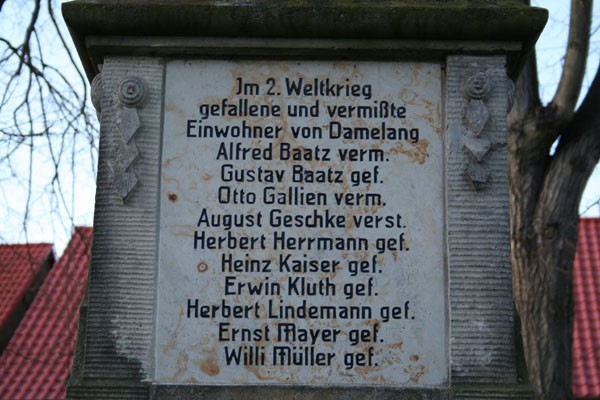 Im 2. Weltkrieg
gefallene und vermißte
Einwohner von Damelang
Alfred Baatz verm.
Gustav Baatz gef.
Otto Gallien verm.
August Geschke verst.
Herbert Herrmann gef.
Heinz Kaiser gef.
Erwin Kluth gef.
Herbert Lindemann gef.
Ernst Mayer gef.
Willi Müller gef.